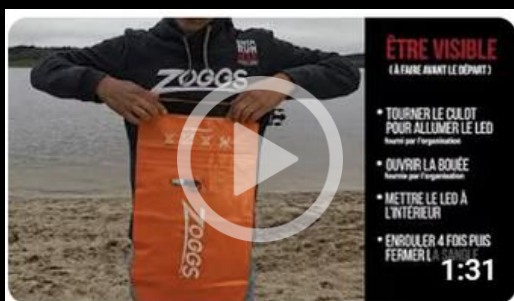 ZOGGS
ZOGGS
ÊTRE VISIBLE
( À FAIRE AVANT LE DÉPART )
• TOURNER LE CULOT
POUR ALLUMER LE LED
fourni par l'organisation
• OUVRIR LA BOUÉE
fournie par l'organisation
• METTRE LE LED À
L'INTÉRIEUR
• ENROULER 4 FOIS PUIS
FERMER LA SANGLE
1:31